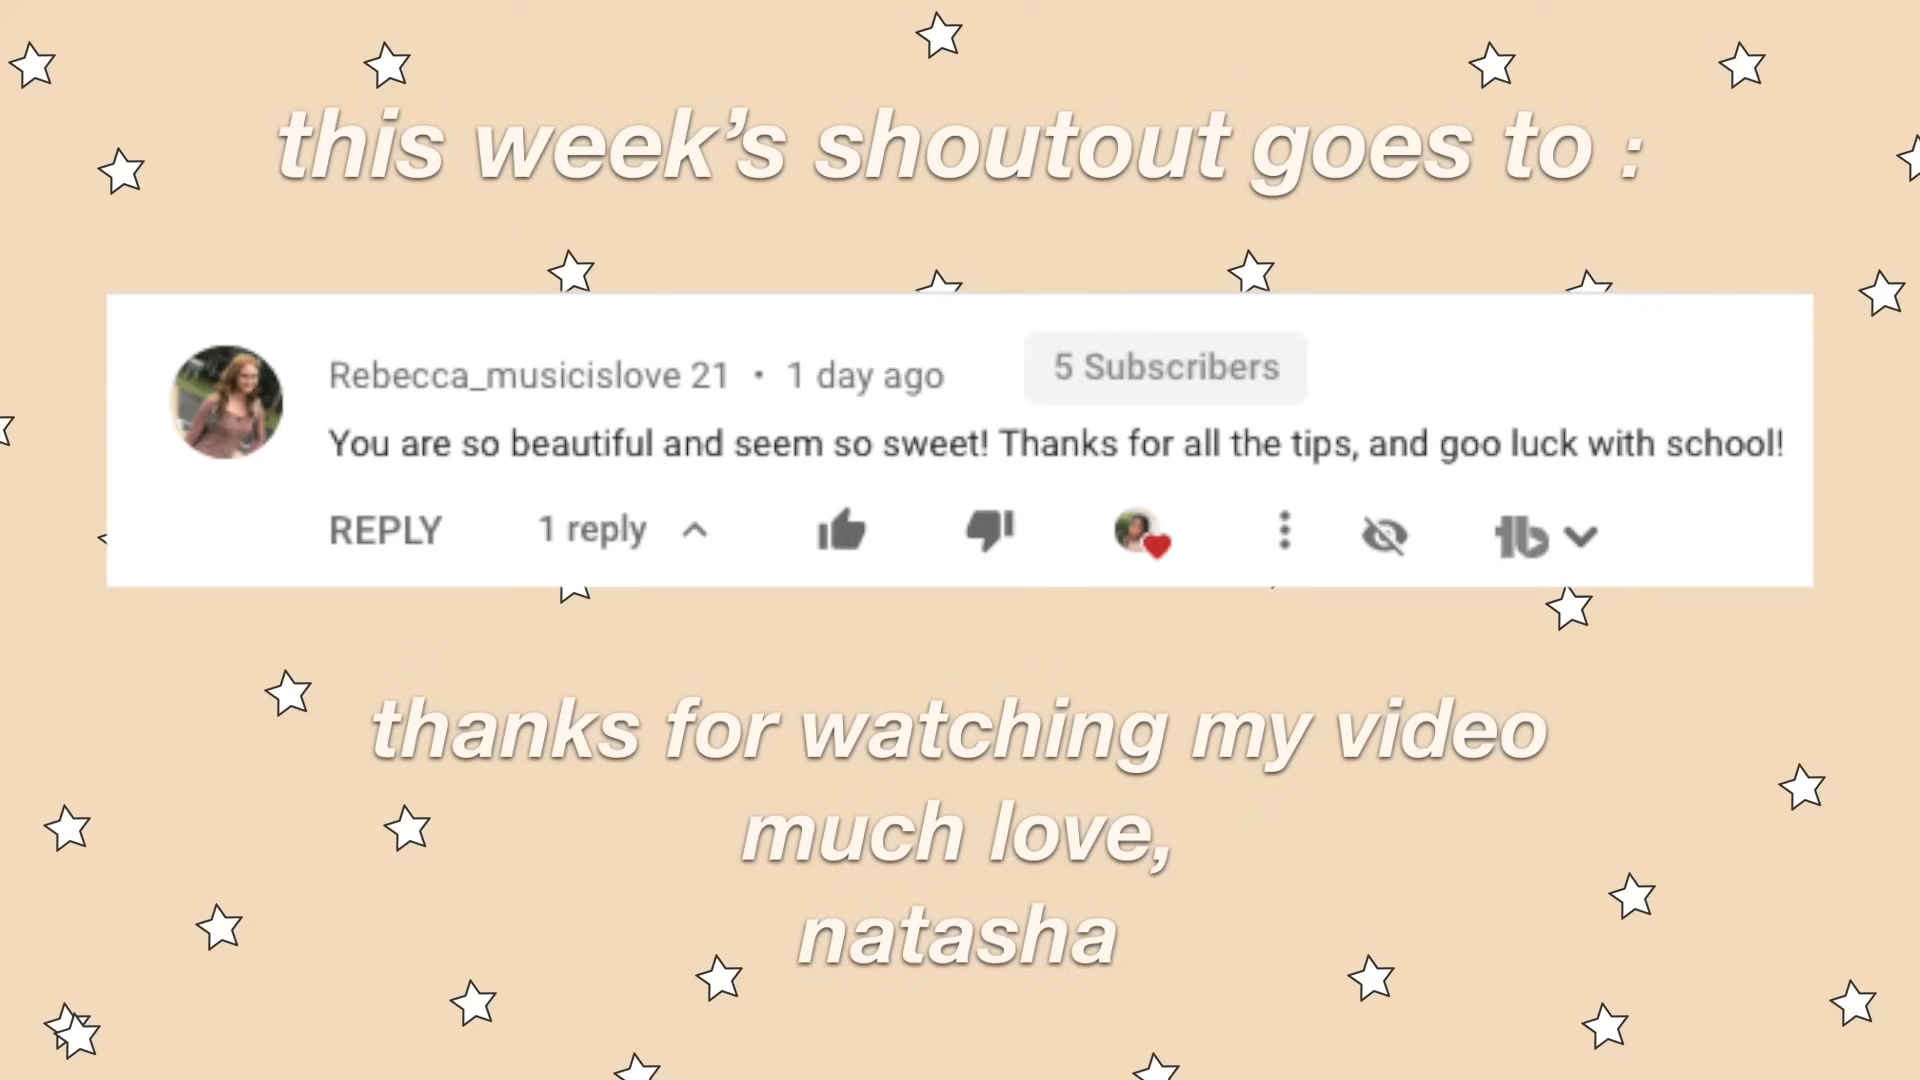 this week’s shoutout goes to :
Rebecca_musicislove 21 • 1 day ago 5 Subscribers
You are so beautiful and seem so sweet! Thanks for all the tips, and goo luck with school!
REPLY 1 reply
thanks for watching my video
much love,
natasha